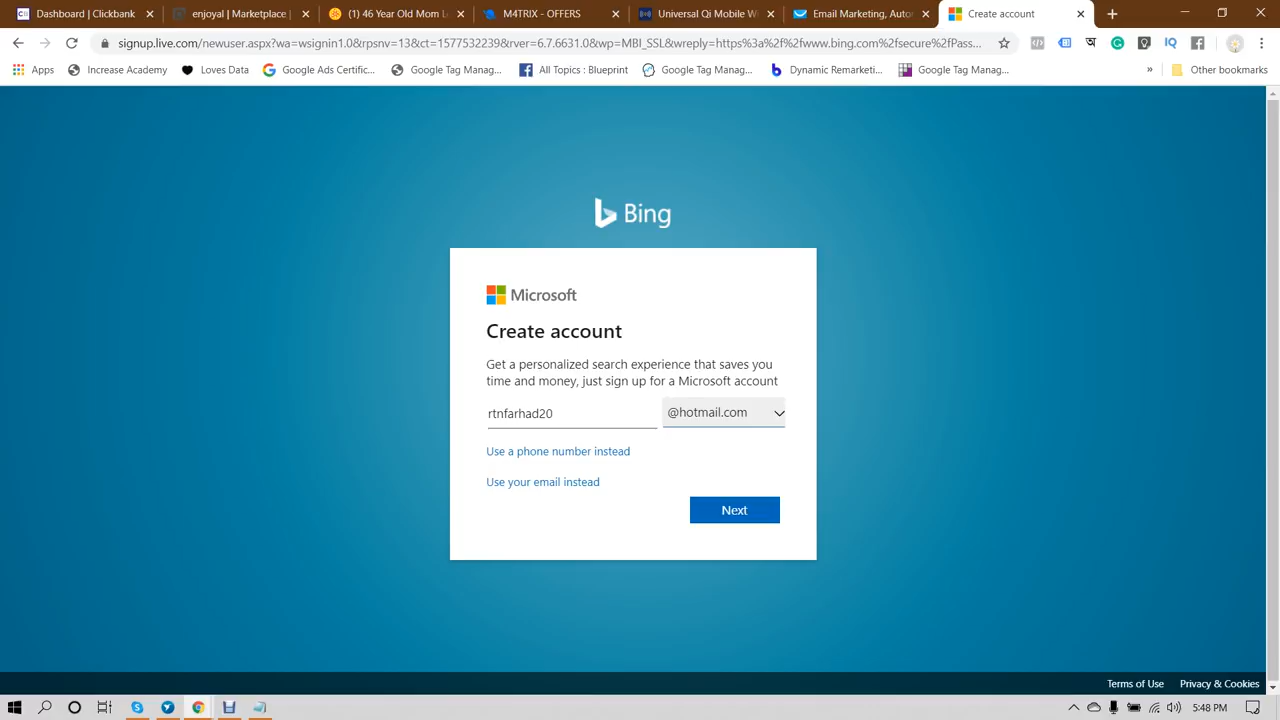 Dashboard | Clickbank
enjoyal | Marketplace
(1) 46 Year Old Mom L
M4TRIX - OFFERS
Universal Qi Mobile W
Email Marketing, Auto
Create account
signup.live.com/newuser.aspx?wa=wsignin1.0&rpsnv=13&ct=1577532239&ver=6.7.6631.0&wp=MBI_SSL&wreply=https%3a%2f%2fwww.bing.com%2fsecure%2fPass...
Apps
Increase Academy
Loves Data
Google Ads Certific...
Google Tag Manag...
All Topics : Blueprint
Google Tag Manag...
Dynamic Remarketi...
Google Tag Manag...
»
Other bookmarks
Bing
Microsoft
Create account
Get a personalized search experience that saves you
time and money, just sign up for a Microsoft account
rtnfarhad20 @hotmail.com
Use a phone number instead
Use your email instead
Next
Terms of Use Privacy & Cookies
5:48 PM